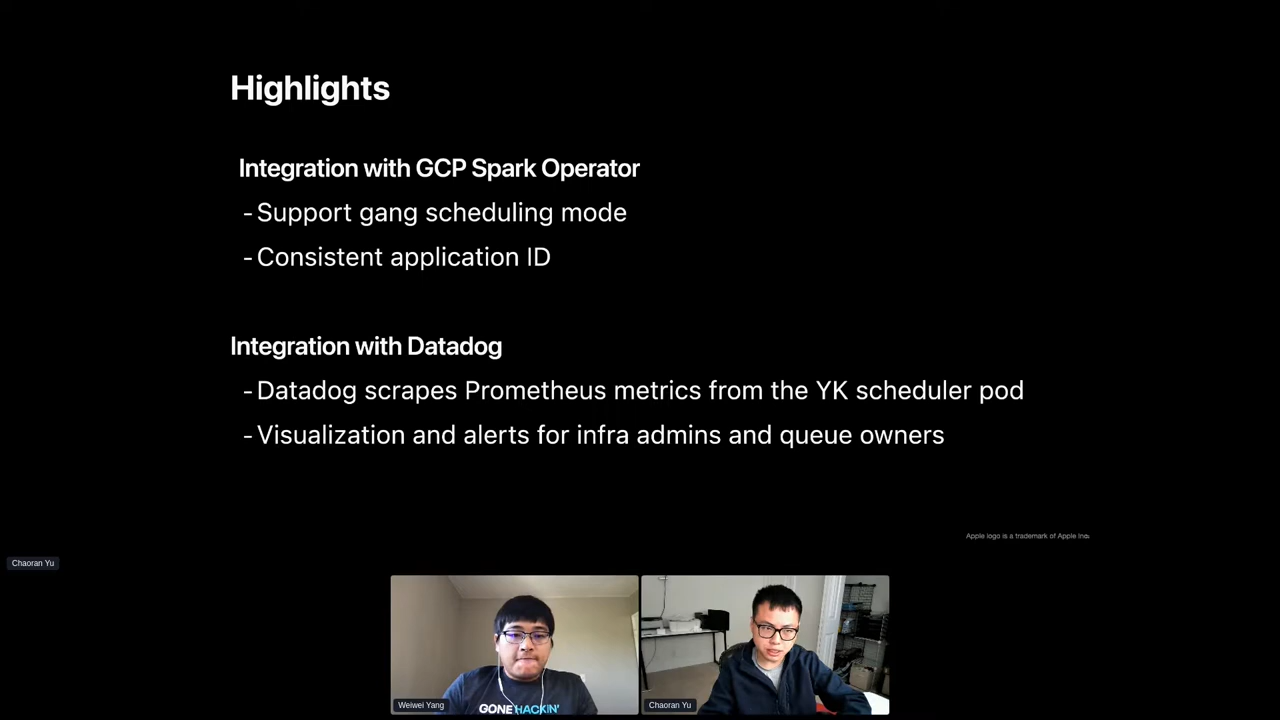 Highlights
Integration with GCP Spark Operator
-Support gang scheduling mode
-Consistent application ID
Integration with Datadog
-Datadog scrapes Prometheus metrics from the YK scheduler pod
-Visualization and alerts for infra admins and queue owners
Apple logo is a trademark of Apple Inc.
Chaoran Yu
GONE HACKIN'
Weiwei Yang
Chaoran Yu